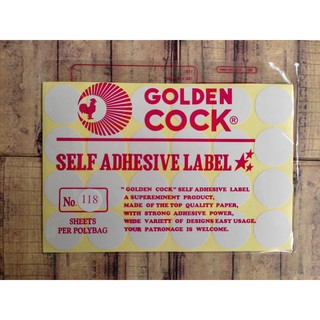 GOLDEN
COCK®
SELF ADHESIVE LABEL
No. 118
SHEETS
PER POLYBAG
"GOLDEN COCK" SELF ADHESIVE LABEL
A SUPEREMINENT PRODUCT,
MADE OF THE TOP QUALITY PAPER,
WITH STRONG ADHESIVE POWER,
WIDE VARIETY OF DESIGNS EASY USAGE.
YOUR PATRONAGE IS WELCOME.